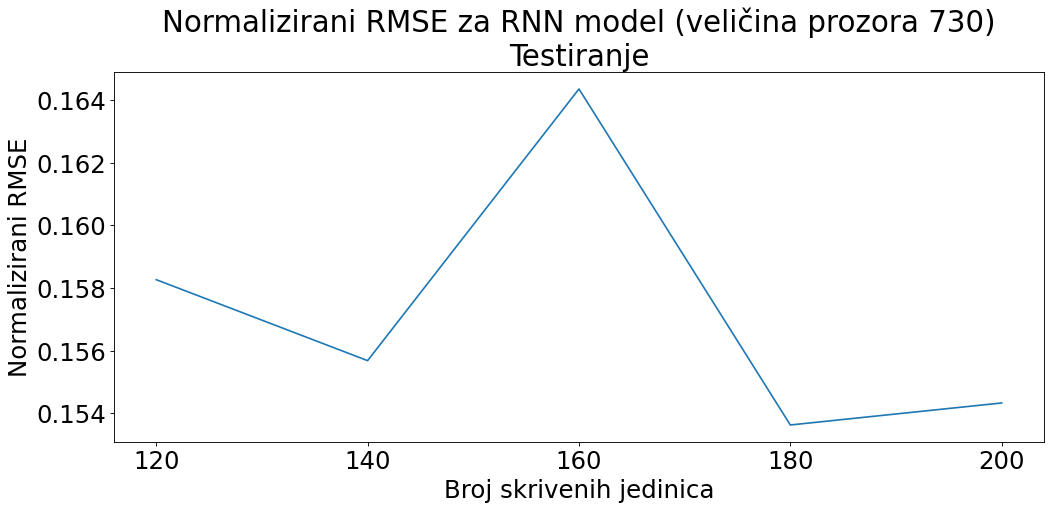 Normalizirani RMSE za RNN model (veličina prozora 730)
Testiranje
Normalizirani RMSE
0.164
0.162
0.160
0.158
0.156
0.154
120 140 160 180 200
Broj skrivenih jedinica